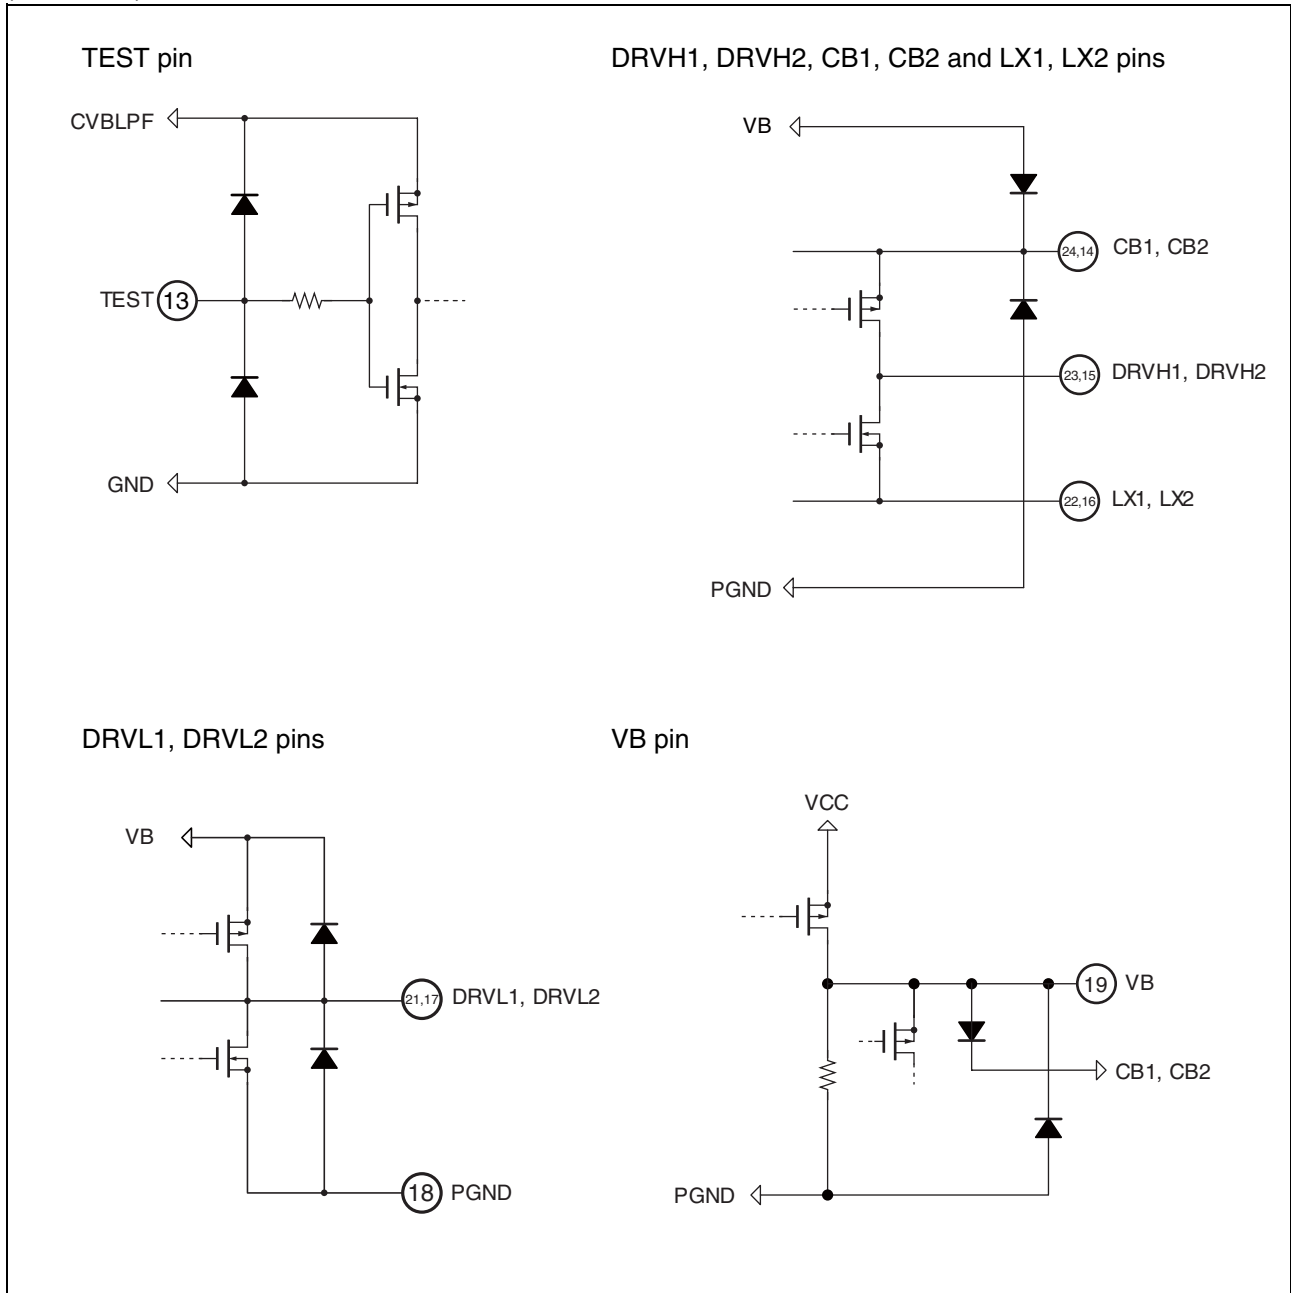 TEST pin
CVBLPF
TEST 13
GND
DRVH1, DRVH2, CB1, CB2 and LX1, LX2 pins
VB
24,14 CB1, CB2
23,15 DRVH1, DRVH2
22,16 LX1, LX2
PGND
DRVL1, DRVL2 pins
VB
21,17 DRVL1, DRVL2
18 PGND
VB pin
VCC
19 VB
CB1, CB2
PGND